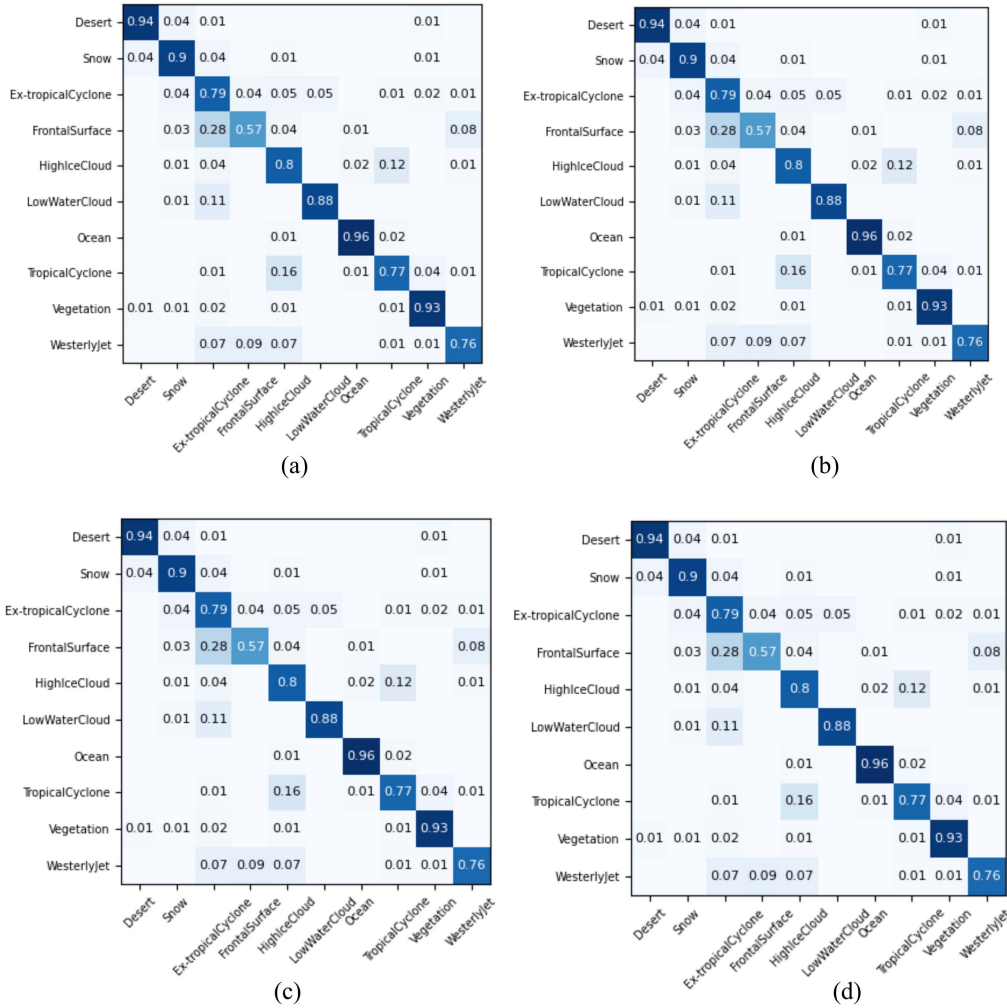 Desert 0.94 0.04 0.01 0.01
Snow 0.04 0.9 0.04 0.01 0.01
Ex-tropicalCyclone 0.04 0.79 0.04 0.05 0.05 0.01 0.02 0.01
FrontalSurface 0.03 0.28 0.57 0.04 0.01 0.08
HighIceCloud 0.01 0.04 0.8 0.02 0.12 0.01
LowWaterCloud 0.01 0.11 0.88
Ocean 0.01 0.96 0.02
TropicalCyclone 0.01 0.16 0.01 0.77 0.04 0.01
Vegetation 0.01 0.01 0.02 0.01 0.01 0.93
WesterlyJet 0.07 0.09 0.07 0.01 0.01 0.76
Desert Snow Ex-tropicalCyclone FrontalSurface HighIceCloud LowWaterCloud Ocean TropicalCyclone Vegetation WesterlyJet
(a)
Desert 0.94 0.04 0.01 0.01
Snow 0.04 0.9 0.04 0.01 0.01
Ex-tropicalCyclone 0.04 0.79 0.04 0.05 0.05 0.01 0.02 0.01
FrontalSurface 0.03 0.28 0.57 0.04 0.01 0.08
HighIceCloud 0.01 0.04 0.8 0.02 0.12 0.01
LowWaterCloud 0.01 0.11 0.88
Ocean 0.01 0.96 0.02
TropicalCyclone 0.01 0.16 0.01 0.77 0.04 0.01
Vegetation 0.01 0.01 0.02 0.01 0.01 0.93
WesterlyJet 0.07 0.09 0.07 0.01 0.01 0.76
Desert Snow Ex-tropicalCyclone FrontalSurface HighIceCloud LowWaterCloud Ocean TropicalCyclone Vegetation WesterlyJet
(b)
Desert 0.94 0.04 0.01 0.01
Snow 0.04 0.9 0.04 0.01 0.01
Ex-tropicalCyclone 0.04 0.79 0.04 0.05 0.05 0.01 0.02 0.01
FrontalSurface 0.03 0.28 0.57 0.04 0.01 0.08
HighIceCloud 0.01 0.04 0.8 0.02 0.12 0.01
LowWaterCloud 0.01 0.11 0.88
Ocean 0.01 0.96 0.02
TropicalCyclone 0.01 0.16 0.01 0.77 0.04 0.01
Vegetation 0.01 0.01 0.02 0.01 0.01 0.93
WesterlyJet 0.07 0.09 0.07 0.01 0.01 0.76
Desert Snow Ex-tropicalCyclone FrontalSurface HighIceCloud LowWaterCloud Ocean TropicalCyclone Vegetation WesterlyJet
(c)
Desert 0.94 0.04 0.01 0.01
Snow 0.04 0.9 0.04 0.01 0.01
Ex-tropicalCyclone 0.04 0.79 0.04 0.05 0.05 0.01 0.02 0.01
FrontalSurface 0.03 0.28 0.57 0.04 0.01 0.08
HighIceCloud 0.01 0.04 0.8 0.02 0.12 0.01
LowWaterCloud 0.01 0.11 0.88
Ocean 0.01 0.96 0.02
TropicalCyclone 0.01 0.16 0.01 0.77 0.04 0.01
Vegetation 0.01 0.01 0.02 0.01 0.01 0.93
WesterlyJet 0.07 0.09 0.07 0.01 0.01 0.76
Desert Snow Ex-tropicalCyclone FrontalSurface HighIceCloud LowWaterCloud Ocean TropicalCyclone Vegetation WesterlyJet
(d)